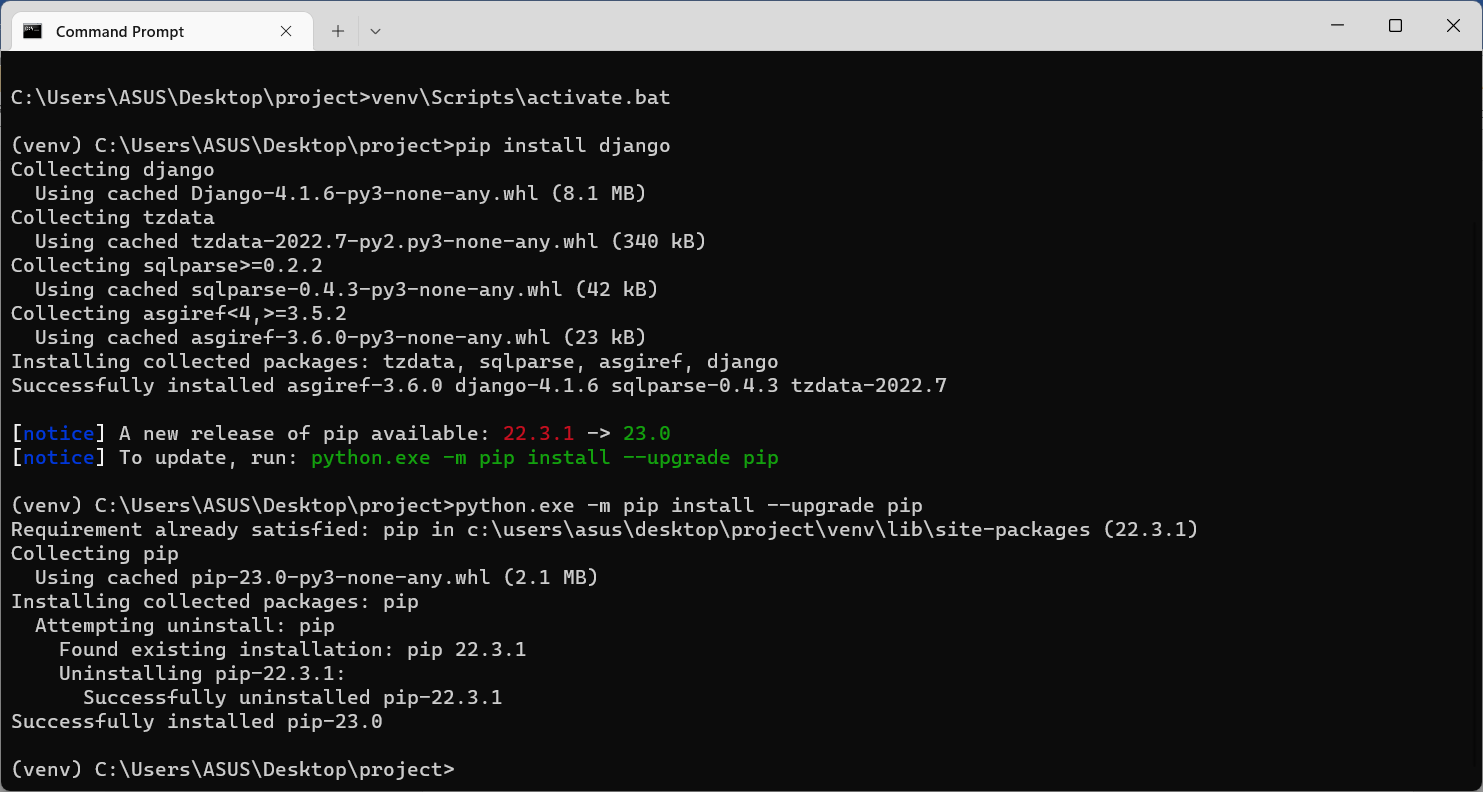 Command Prompt
C:\Users\ASUS\Desktop\project>venv\Scripts\activate.bat
(venv) C:\Users\ASUS\Desktop\project>pip install django
Collecting django
  Using cached Django-4.1.6-py3-none-any.whl (8.1 MB)
Collecting tzdata
  Using cached tzdata-2022.7-py2.py3-none-any.whl (340 kB)
Collecting sqlparse>=0.2.2
  Using cached sqlparse-0.4.3-py3-none-any.whl (42 kB)
Collecting asgiref<4,>=3.5.2
  Using cached asgiref-3.6.0-py3-none-any.whl (23 kB)
Installing collected packages: tzdata, sqlparse, asgiref, django
Successfully installed asgiref-3.6.0 django-4.1.6 sqlparse-0.4.3 tzdata-2022.7
[notice] A new release of pip available: 22.3.1 -> 23.0
[notice] To update, run: python.exe -m pip install --upgrade pip
(venv) C:\Users\ASUS\Desktop\project>python.exe -m pip install --upgrade pip
Requirement already satisfied: pip in c:\users\asus\desktop\project\venv\lib\site-packages (22.3.1)
Collecting pip
  Using cached pip-23.0-py3-none-any.whl (2.1 MB)
Installing collected packages: pip
  Attempting uninstall: pip
    Found existing installation: pip 22.3.1
    Uninstalling pip-22.3.1:
      Successfully uninstalled pip-22.3.1
Successfully installed pip-23.0
(venv) C:\Users\ASUS\Desktop\project>